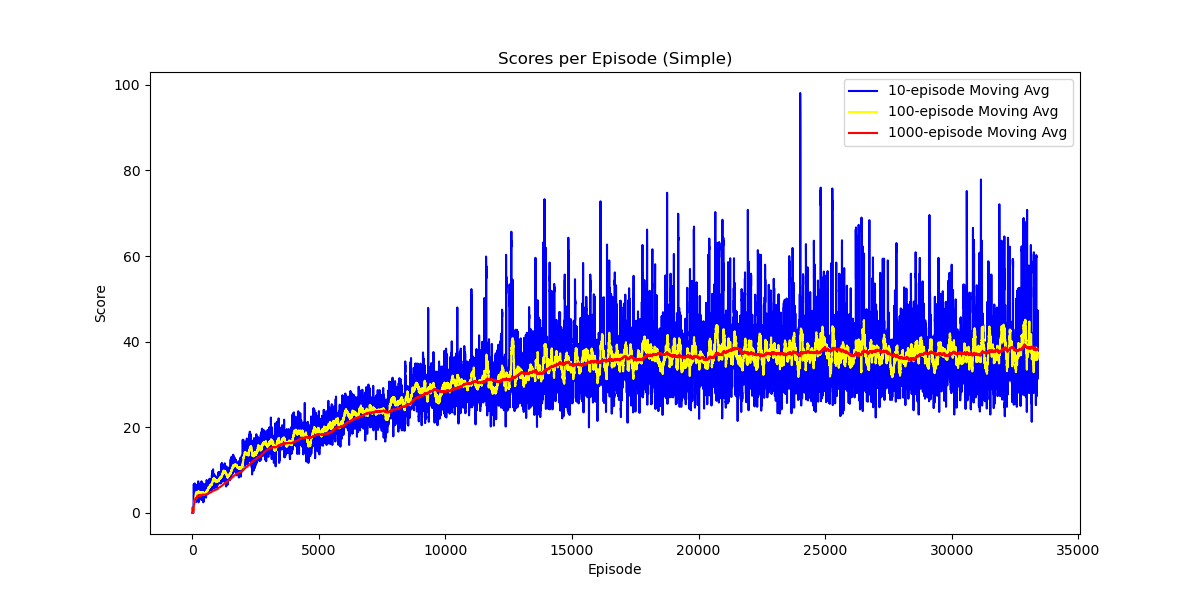 Scores per Episode (Simple)
10-episode Moving Avg
100-episode Moving Avg
1000-episode Moving Avg
100
80
60
40
20
0
Score
0 5000 10000 15000 20000 25000 30000 35000
Episode